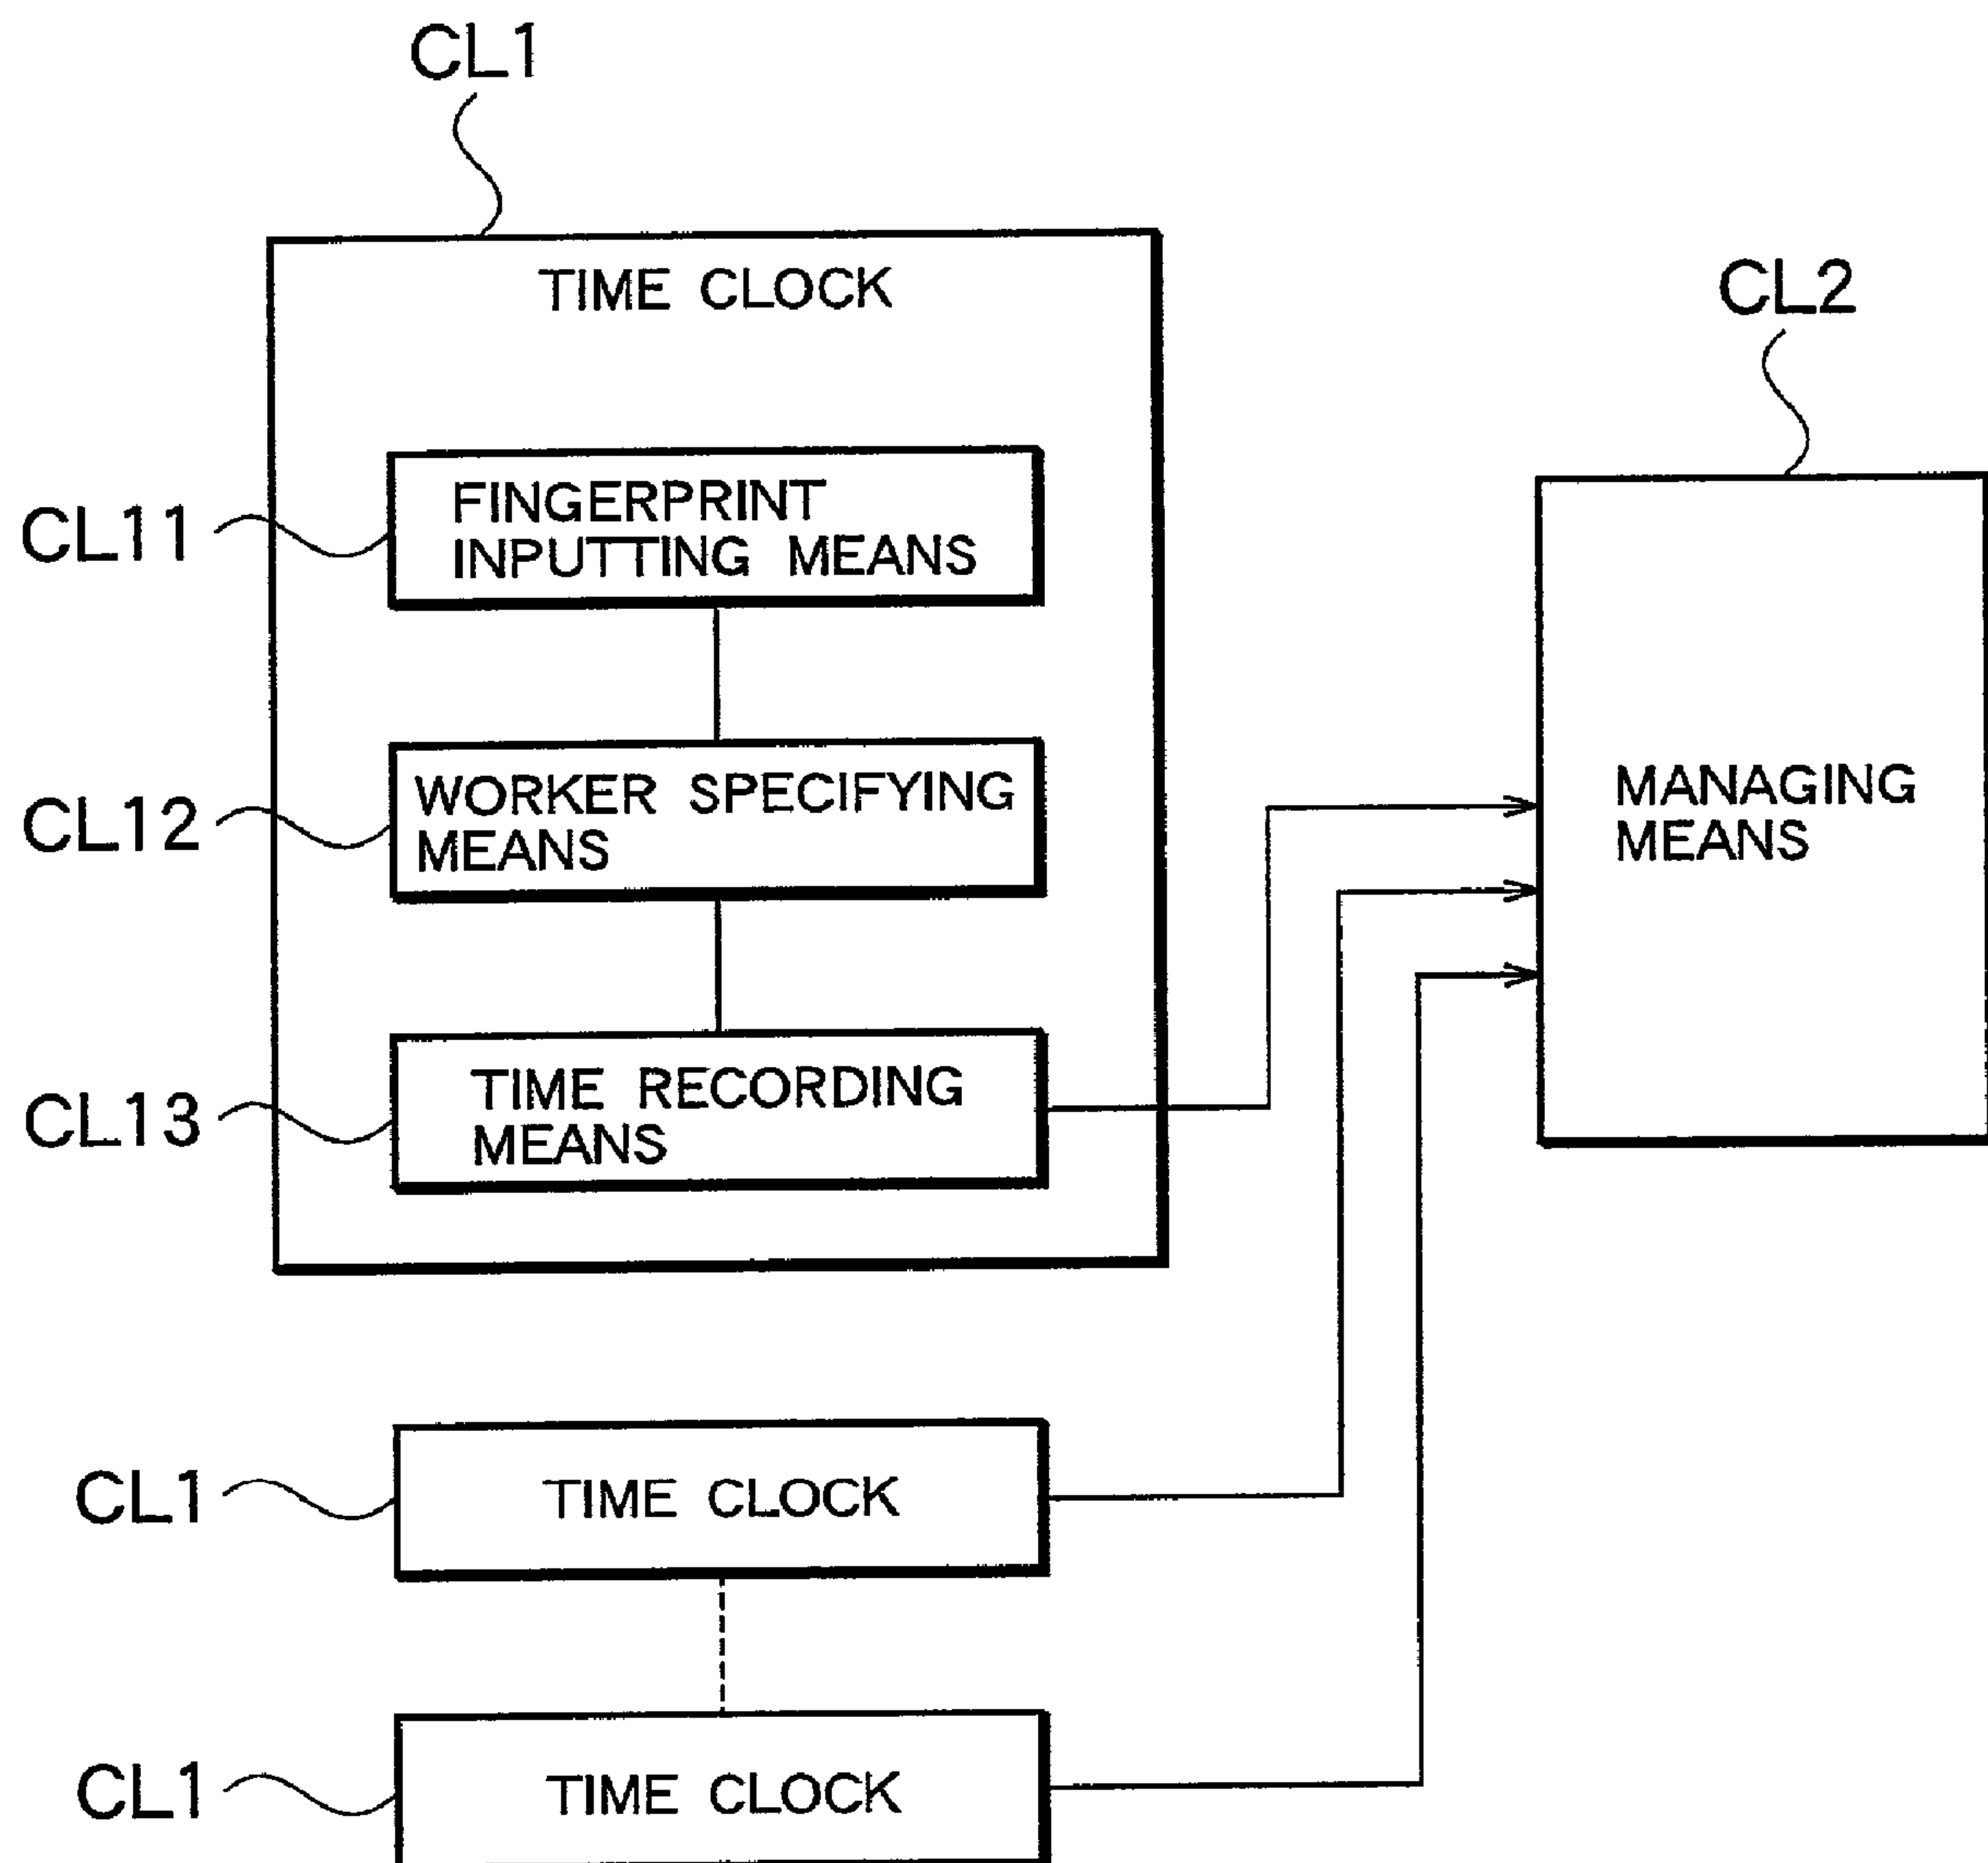 CL1
TIME CLOCK
CL2
CL11
FINGERPRINT
INPUTTING MEANS
CL12
WORKER SPECIFYING
MEANS
MANAGING
MEANS
CL13
TIME RECORDING
MEANS
CL1
TIME CLOCK
CL1
TIME CLOCK